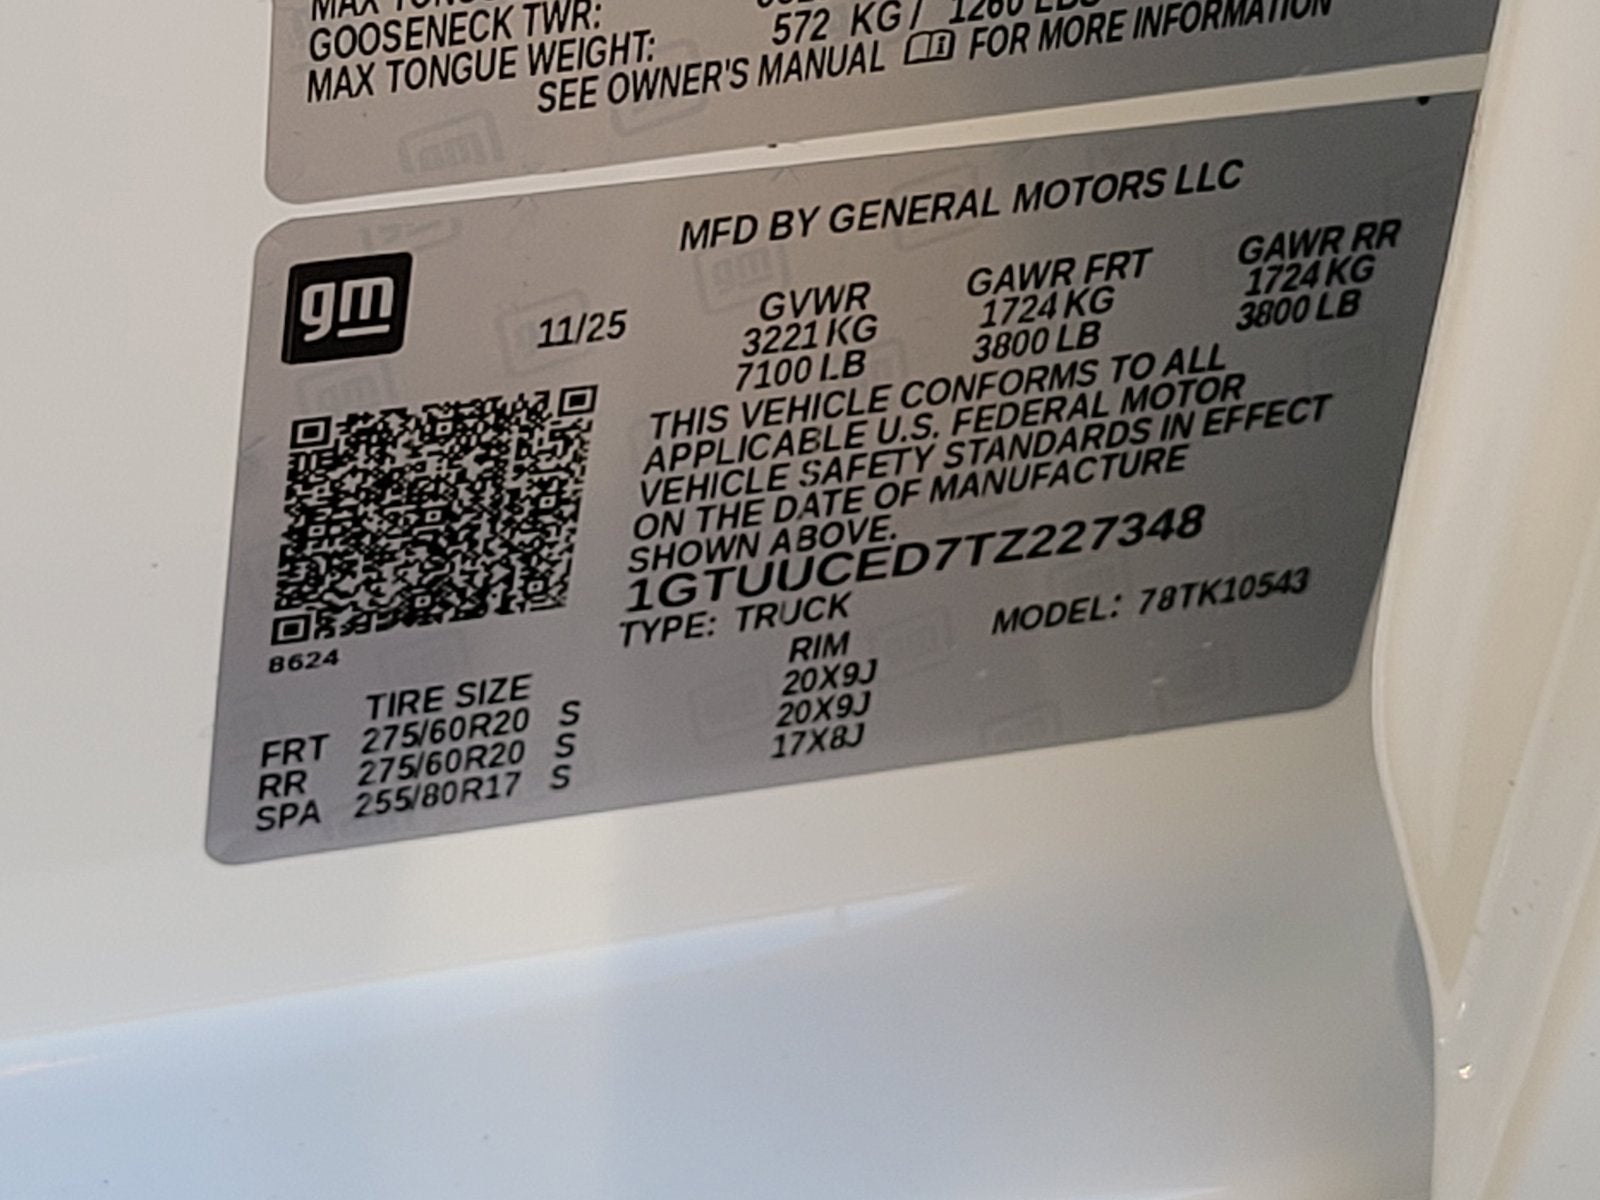 GOOSENECK TWR:
MAX TONGUE WEIGHT: 572 KG / 1260 LBS
SEE OWNER'S MANUAL FOR MORE INFORMATION
MFD BY GENERAL MOTORS LLC
gm
11/25
GVWR GAWR FRT GAWR RR
3221 KG 1724 KG 1724 KG
7100 LB 3800 LB 3800 LB
THIS VEHICLE CONFORMS TO ALL
APPLICABLE U.S. FEDERAL MOTOR
VEHICLE SAFETY STANDARDS IN EFFECT
ON THE DATE OF MANUFACTURE
SHOWN ABOVE.
1GTUUCED7TZ227348
TYPE: TRUCK MODEL: 78TK10543
8624
TIRE SIZE RIM
FRT 275/60R20 S 20X9J
RR 275/60R20 S 20X9J
SPA 255/80R17 S 17X8J